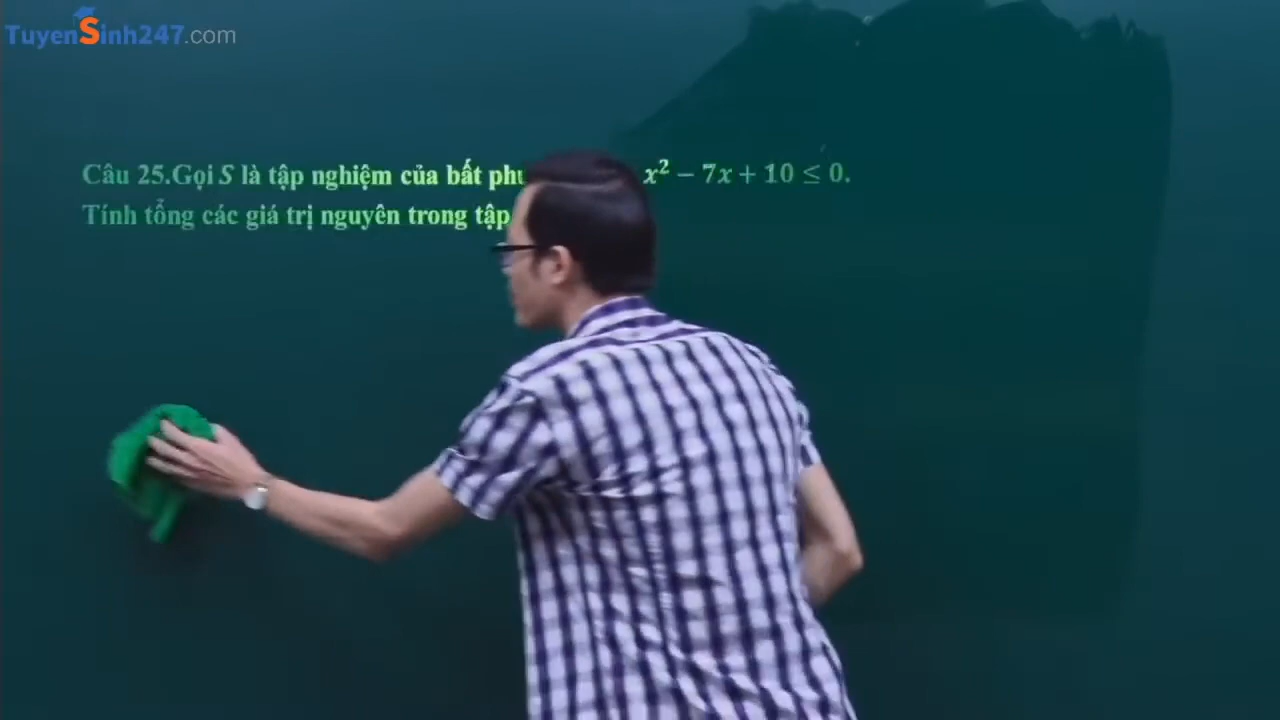 TuyenSinh247.com
Câu 25.Gọi S là tập nghiệm của bất x² − 7x + 10 ≤ 0.
Tính tổng các giá trị nguyên trong tập